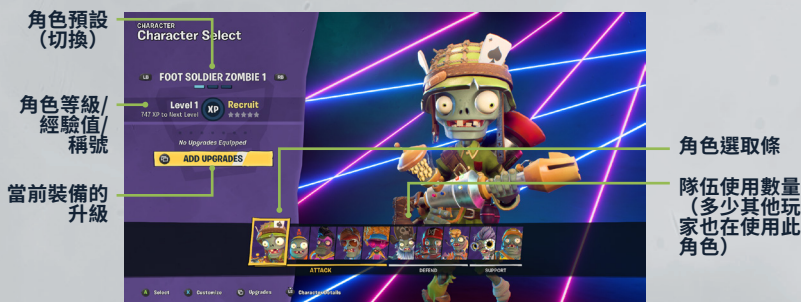 角色預設
（切換）
角色等級/
經驗值/
稱號
當前裝備的
升級
CHARACTER
Character Select
LB FOOT SOLDIER ZOMBIE 1 RB
Level 1 XP Recruit
747 XP to Next Level
No Upgrades Equipped
ADD UPGRADES
ATTACK DEFEND SUPPORT
A Select X Customize Upgrades Character Details
角色選取條
隊伍使用數量
（多少其他玩
家也在使用此
角色）